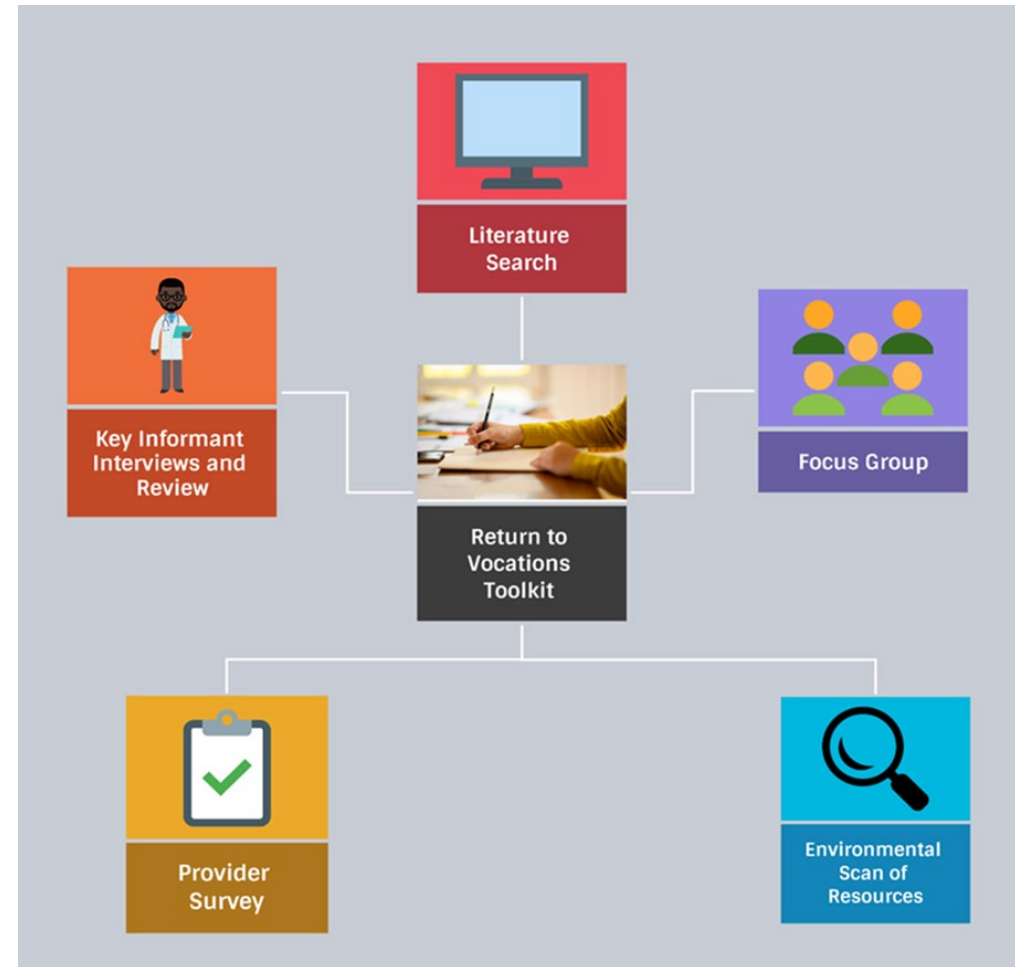 Literature
Search
Key Informant
Interviews and
Review
Focus Group
Return to
Vocations
Toolkit
Provider
Survey
Environmental
Scan of
Resources